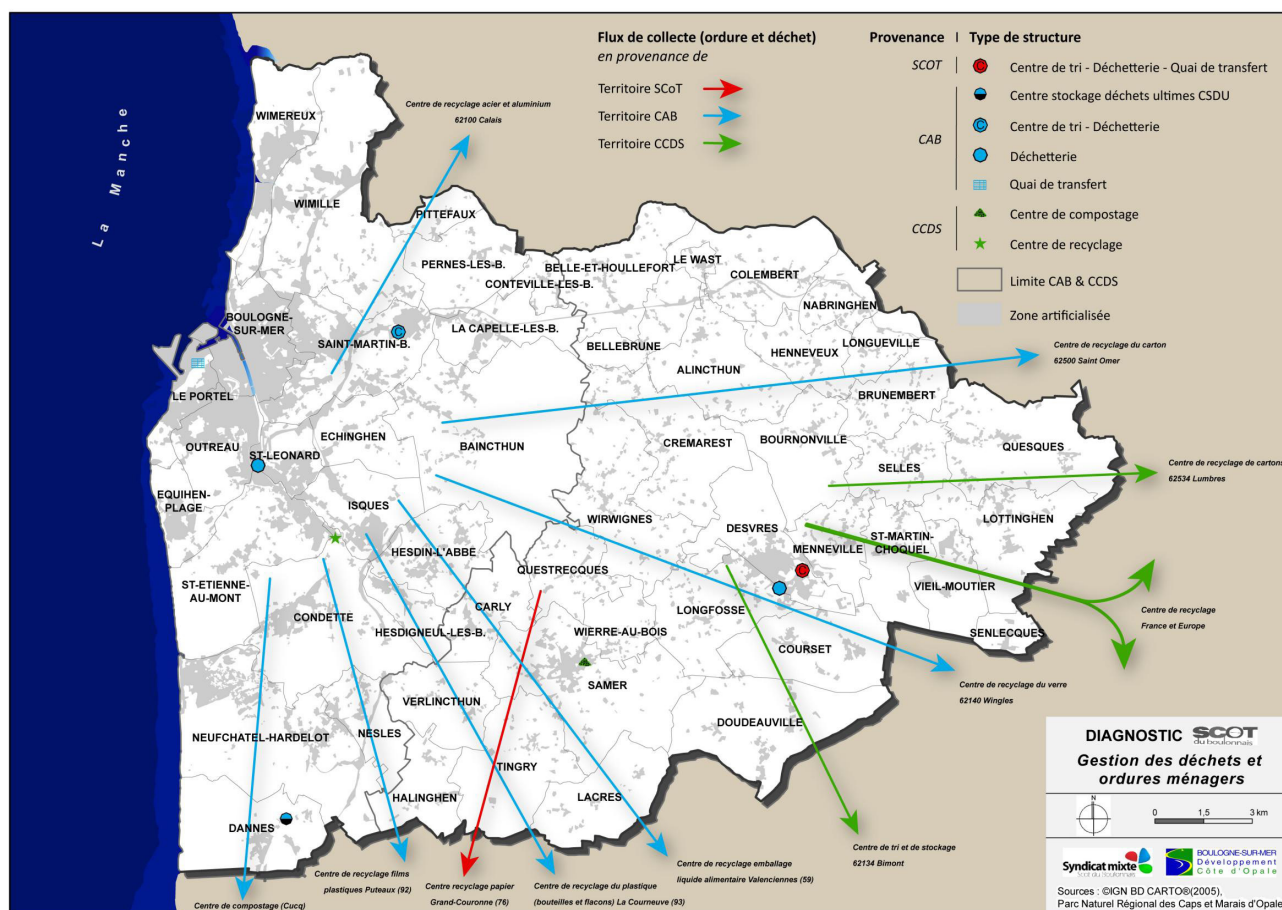 Flux de collecte (ordure et déchet)
en provenance de
Territoire SCoT
Territoire CAB
Territoire CCDS
Provenance
Type de structure
SCOT
Centre de tri - Déchetterie - Quai de transfert
CAB
Centre stockage déchets ultimes CSDU
Centre de tri - Déchetterie
Déchetterie
Quai de transfert
CCDS
Centre de compostage
Centre de recyclage
Limite CAB & CCDS
Zone artificialisée
La Manche
Centre de recyclage acier et aluminium
62100 Calais
WIMEREUX
WIMILLE
PITTEFAUX
PERNES-LES-B.
CONTEVILLE-LES-B.
BELLE-ET-HOULLEFORT
LE WAST
COLEMBERT
NABRINGHEN
BOULOGNE-
SUR-MER
SAINT-MARTIN-B.
C
LA CAPELLE-LES-B.
BELLEBRUNE
HENNEVEUX
LONGUEVILLE
ALINCTHUN
BRUNEMBERT
Centre de recyclage du carton
62500 Saint Omer
LE PORTEL
OUTREAU
ST-LEONARD
ECHINGHEN
BAINCTHUN
CREMAREST
BOURNONVILLE
SELLES
QUESQUES
Centre de recyclage de cartons
62534 Lumbres
EQUIHEN-
PLAGE
ISQUES
HESDIN-L'ABBE
WIRWIGNES
DESVRES
MENNEVILLE
C
ST-MARTIN-
CHOQUEL
LOTTINGHEN
ST-ETIENNE-
AU-MONT
QUESTRECQUES
VIEIL-MOUTIER
CONDETTE
CARLY
HESDIGNEUL-LES-B.
WIERRE-AU-BOIS
LONGFOSSE
COURSET
SENLECQUES
Centre de recyclage
France et Europe
SAMER
Centre de recyclage du verre
62140 Wingles
VERLINCTHUN
DOUDEAUVILLE
NEUFCHATEL-HARDELOT
NESLES
TINGRY
HALINGHEN
LACRES
DANNES
Centre de tri et de stockage
62134 Bimont
Centre de compostage (Cucq)
Centre de recyclage films
plastiques Puteaux (92)
Centre recyclage papier
Grand-Couronne (76)
Centre de recyclage du plastique
(bouteilles et flacons) La Courneuve (93)
Centre de recyclage emballage
liquide alimentaire Valenciennes (59)
DIAGNOSTIC SCOT
du boulonnais
Gestion des déchets et
ordures ménagers
N
0 1,5 3 km
Syndicat mixte
Scot du Boulonnais
BOULOGNE-SUR-MER
Développement
Côte d'Opale
Sources : ©IGN BD CARTO®(2005),
Parc Naturel Régional des Caps et Marais d'Opale